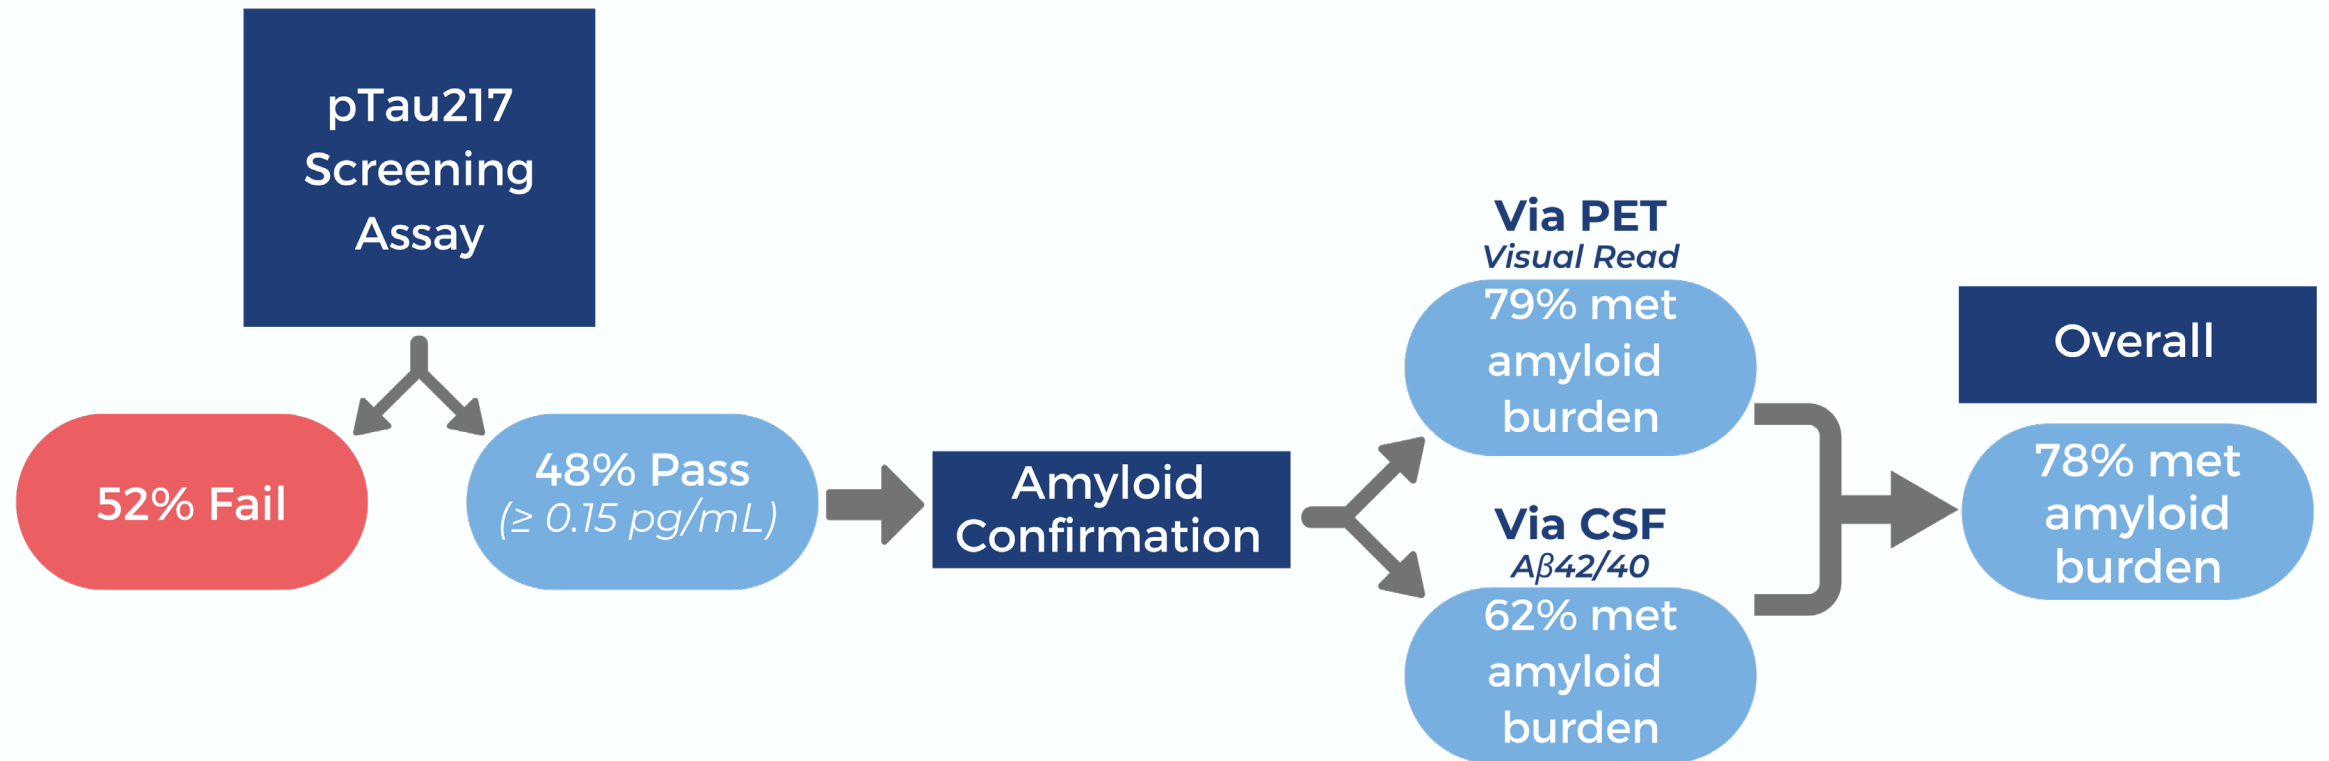 pTau217
Screening
Assay
52% Fail
48% Pass
(≥ 0.15 pg/mL)
Amyloid
Confirmation
Via PET
Visual Read
79% met
amyloid
burden
Via CSF
Aβ42/40
62% met
amyloid
burden
Overall
78% met
amyloid
burden